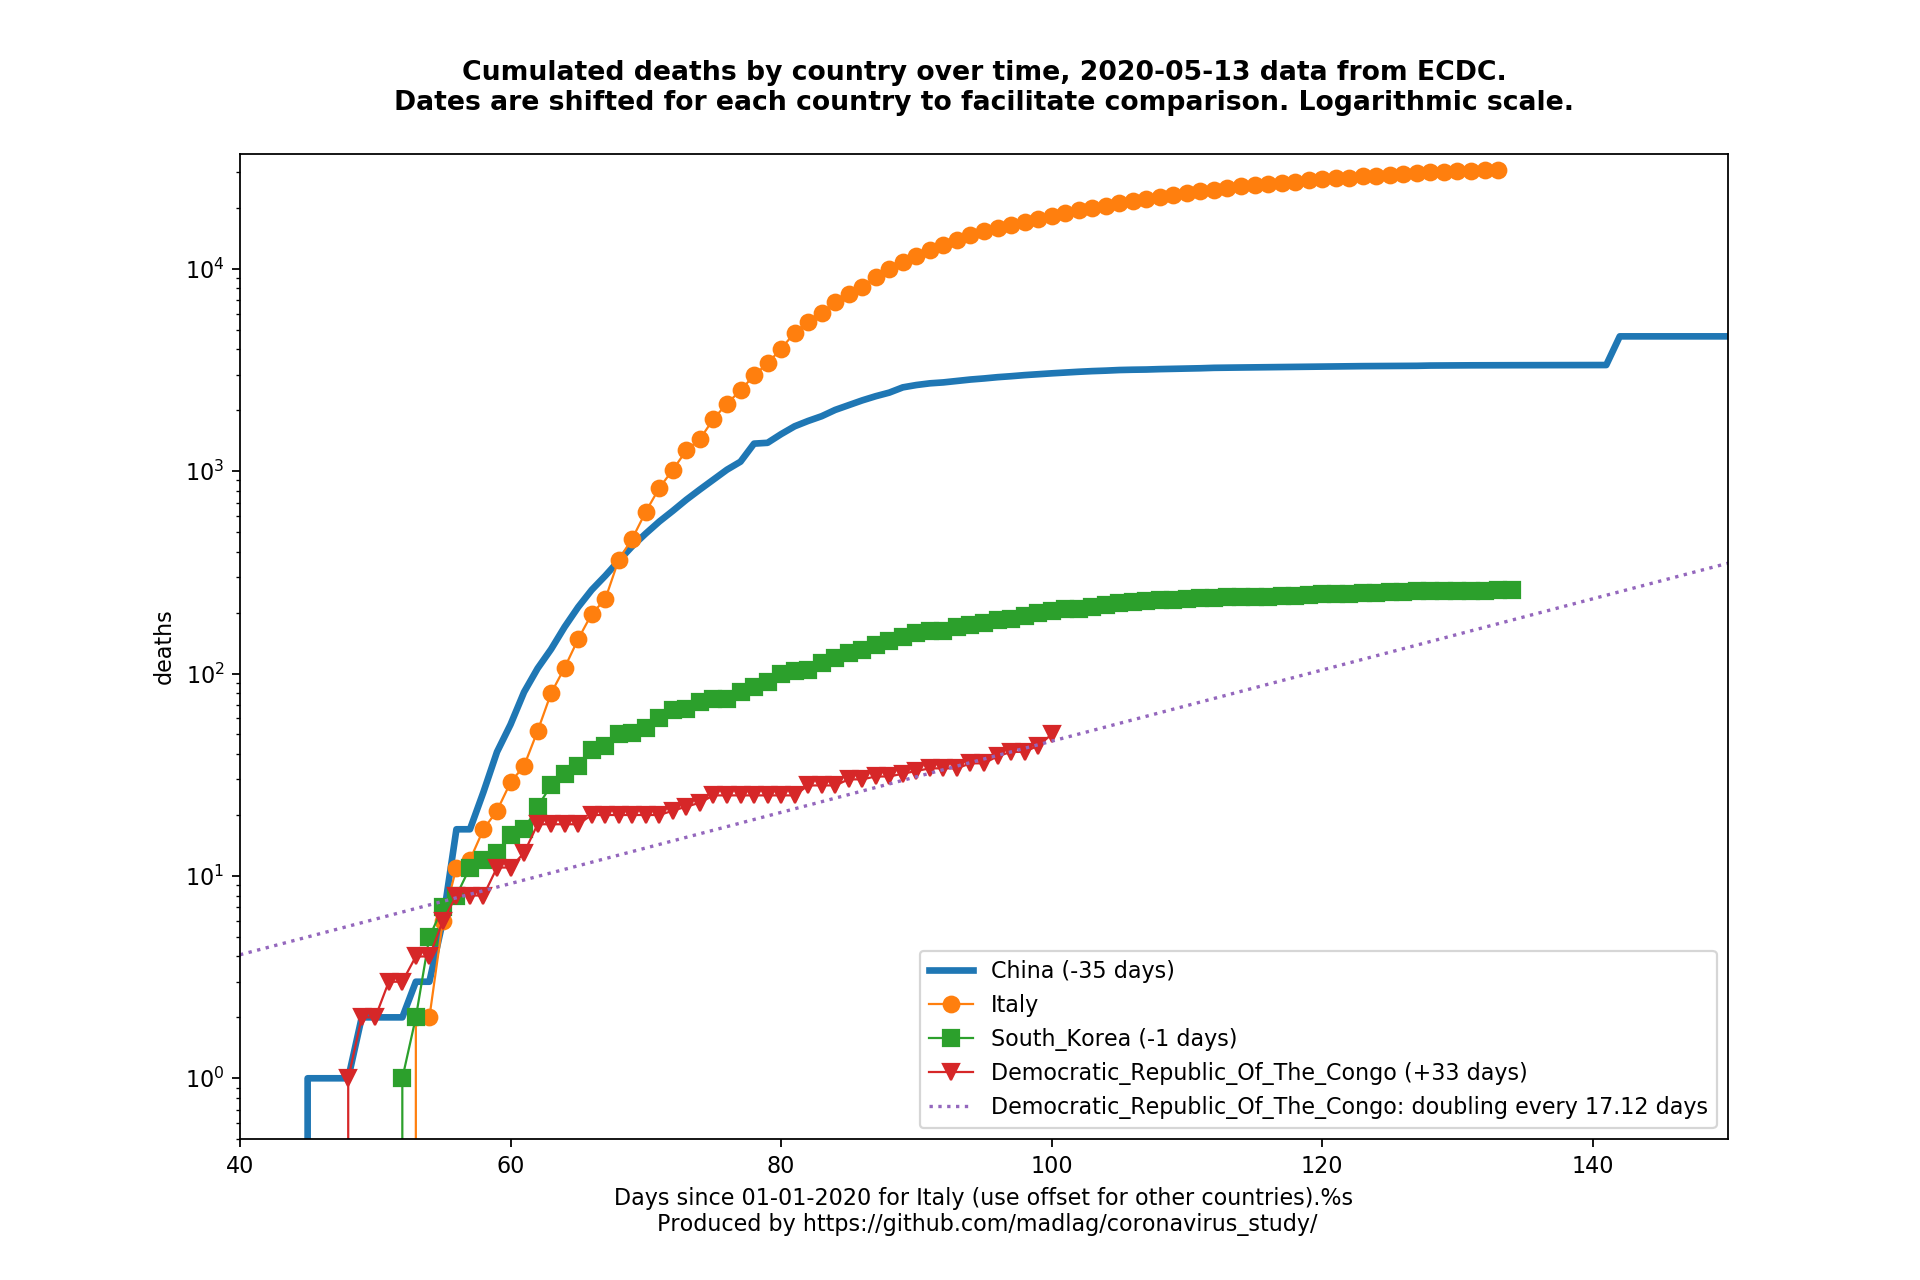 Cumulated deaths by country over time, 2020-05-13 data from ECDC.
Dates are shifted for each country to facilitate comparison. Logarithmic scale.
deaths
10^4
10^3
10^2
10^1
10^0
China (-35 days)
Italy
South_Korea (-1 days)
Democratic_Republic_Of_The_Congo (+33 days)
Democratic_Republic_Of_The_Congo: doubling every 17.12 days
40 60 80 100 120 140
Days since 01-01-2020 for Italy (use offset for other countries).%s
Produced by https://github.com/madlag/coronavirus_study/